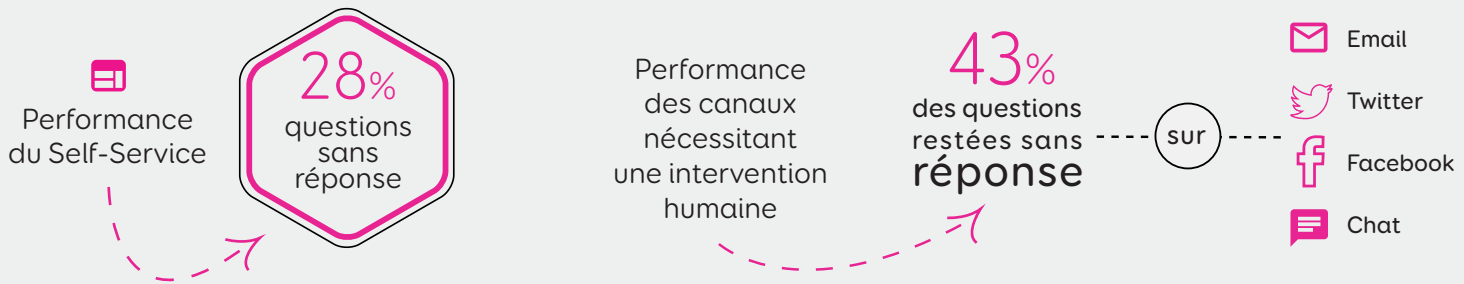 Performance
du Self-Service
28%
questions
sans
réponse
Performance
des canaux
nécessitant
une intervention
humaine
43%
des questions
restées sans
réponse
sur
Email
Twitter
Facebook
Chat